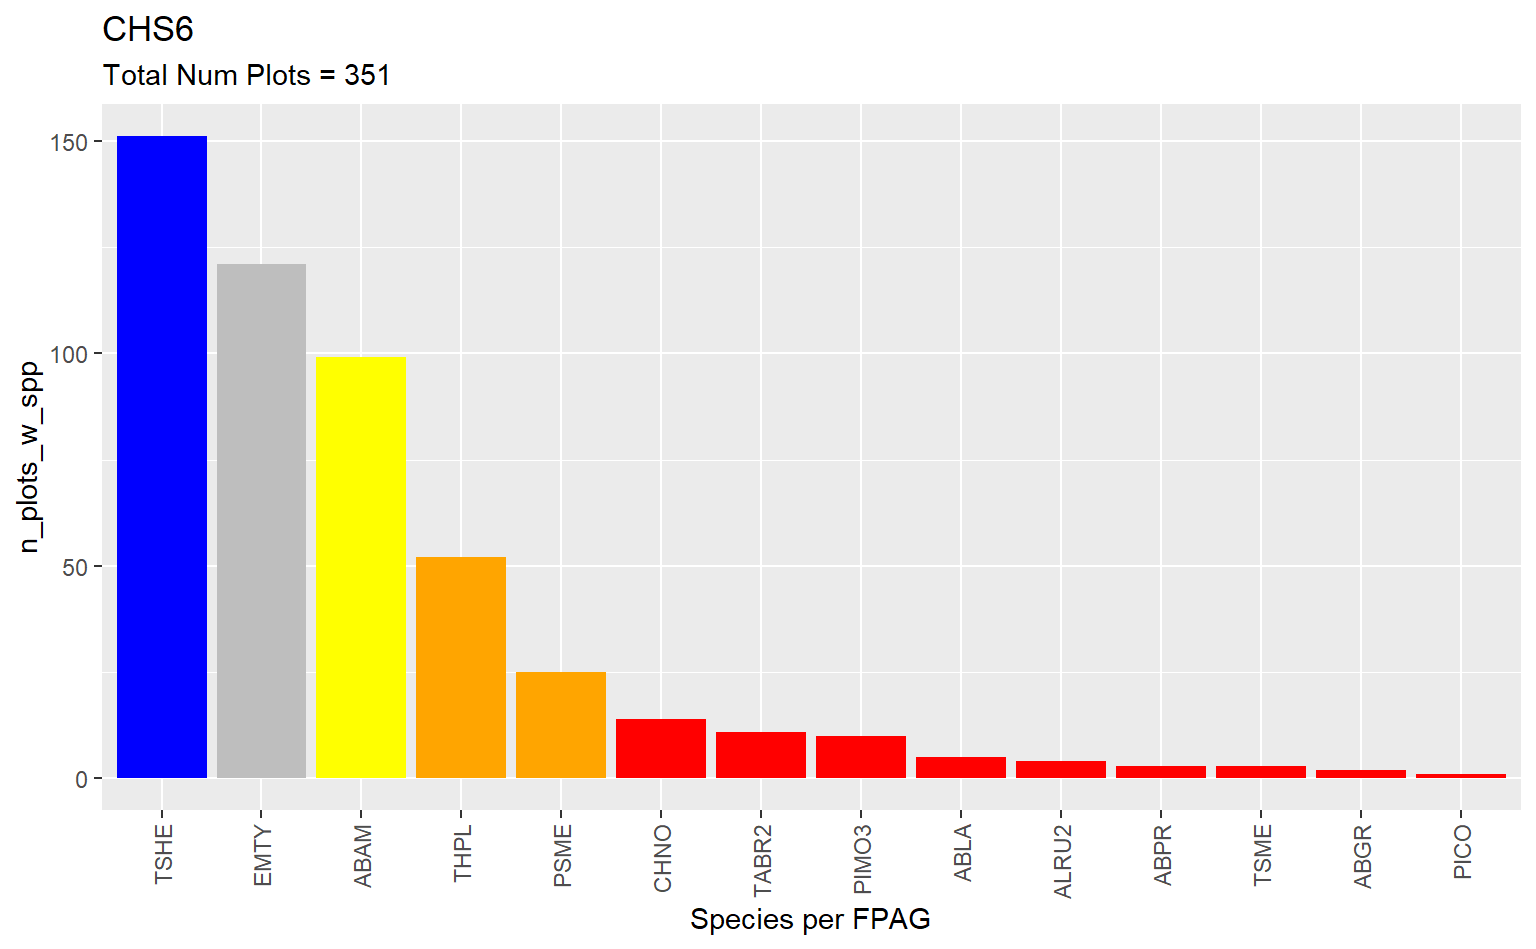 CHS6
Total Num Plots = 351
n_plots_w_spp
150
100
50
0
TSHE
EMTY
ABAM
THPL
PSME
CHNO
TABR2
PIMO3
ABLA
ALRU2
ABPR
TSME
ABGR
PICO
Species per FPAG